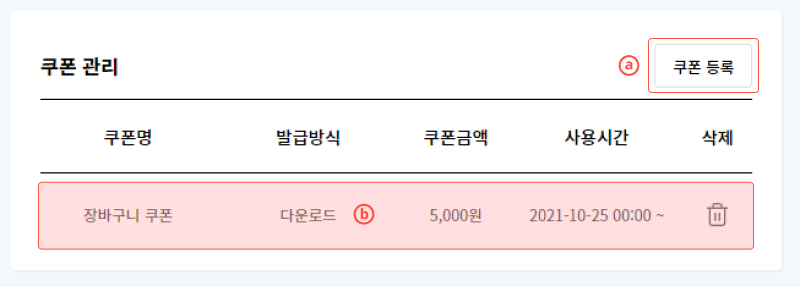 쿠폰 관리 ⓐ 쿠폰 등록
쿠폰명 발급방식 쿠폰금액 사용시간 삭제
장바구니 쿠폰 다운로드 ⓑ 5,000원 2021-10-25 00:00 ~